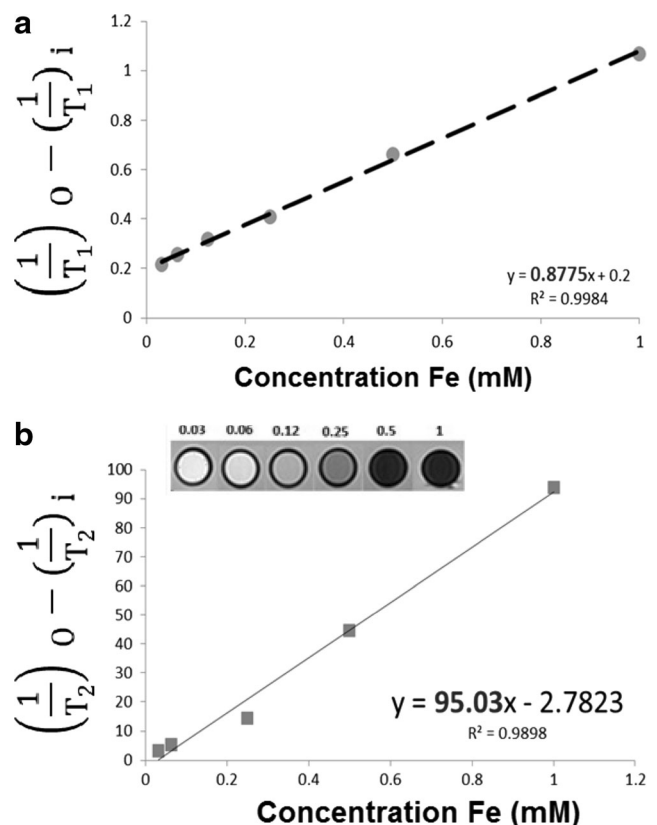 a
1.2
1
0.8
0.6
0.4
0.2
0
(1/T₁) o − (1/T₁) i
y = 0.8775x + 0.2
R² = 0.9984
0 0.2 0.4 0.6 0.8 1
Concentration Fe (mM)
b
0.03 0.06 0.12 0.25 0.5 1
100
90
80
70
60
50
40
30
20
10
0
(1/T₂) o − (1/T₂) i
y = 95.03x - 2.7823
R² = 0.9898
0 0.2 0.4 0.6 0.8 1 1.2
Concentration Fe (mM)